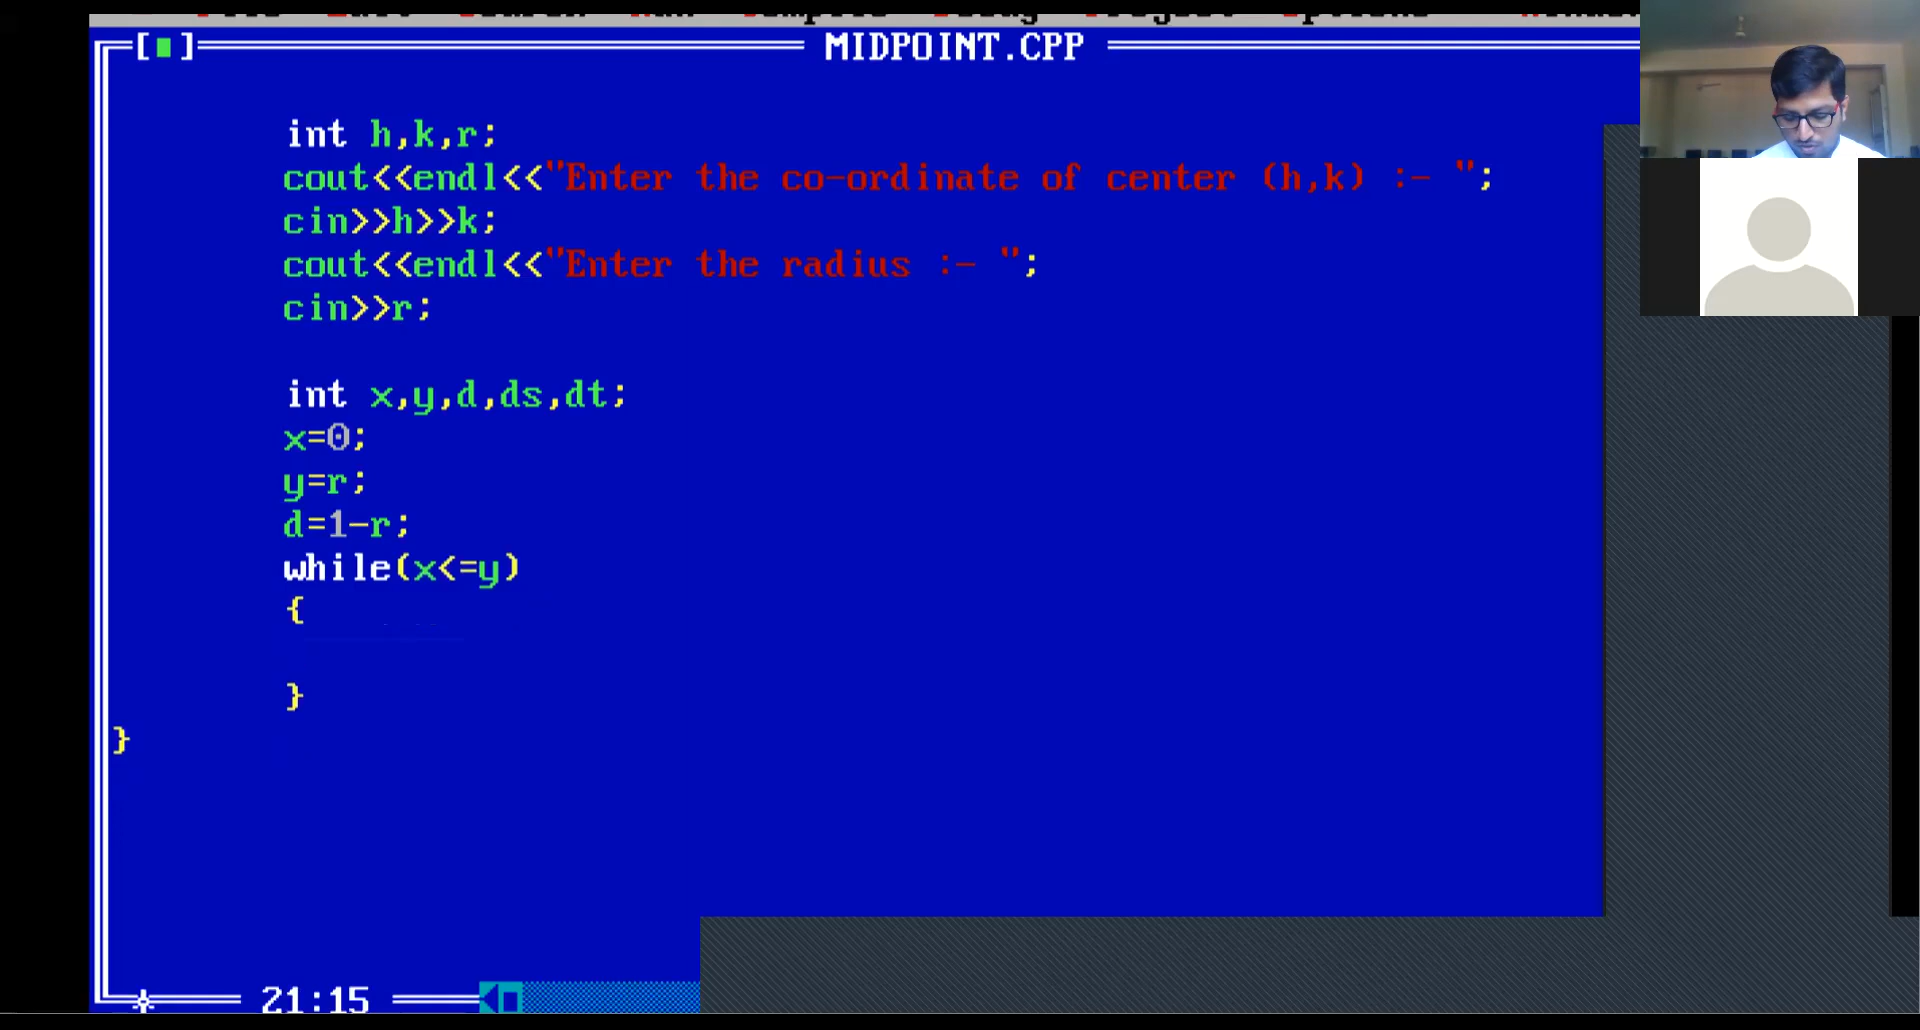 [■] MIDPOINT.CPP
int h,k,r;
cout<<endl<<"Enter the co-ordinate of center (h,k) :- ";
cin>>h>>k;
cout<<endl<<"Enter the radius :- ";
cin>>r;
int x,y,d,ds,dt;
x=0;
y=r;
d=1-r;
while(x<=y)
{
}
}
21:15